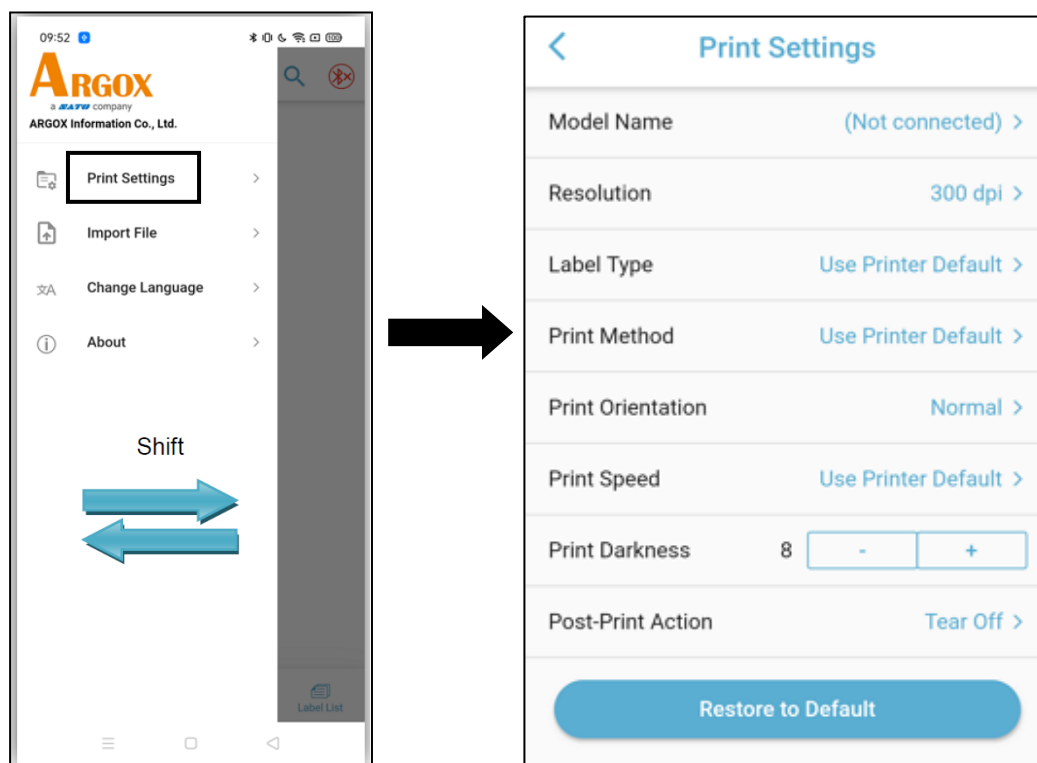 09:52
100
ARGOX
a SATO company
ARGOX Information Co., Ltd.
Print Settings
Import File
Change Language
About
Shift
Label List
Print Settings
Model Name (Not connected)
Resolution 300 dpi
Label Type Use Printer Default
Print Method Use Printer Default
Print Orientation Normal
Print Speed Use Printer Default
Print Darkness 8 - +
Post-Print Action Tear Off
Restore to Default